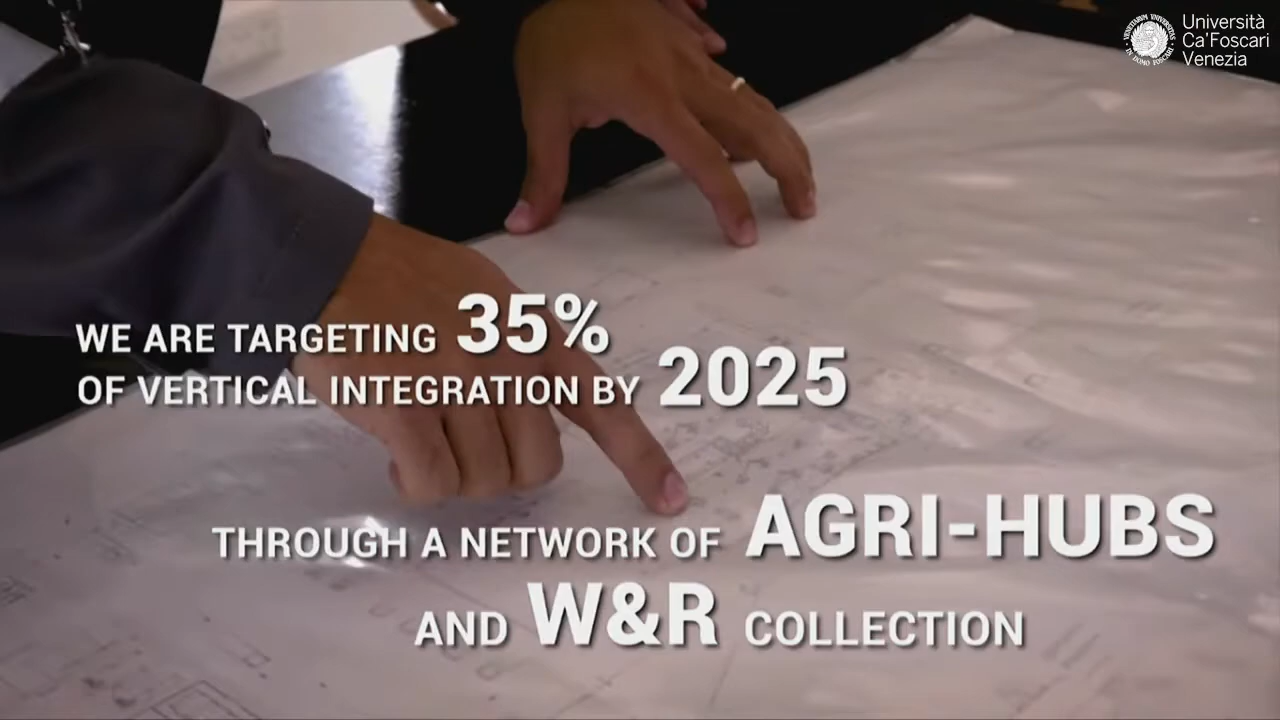 Università
Ca'Foscari
Venezia
WE ARE TARGETING 35%
OF VERTICAL INTEGRATION BY 2025
THROUGH A NETWORK OF AGRI-HUBS
AND W&R COLLECTION